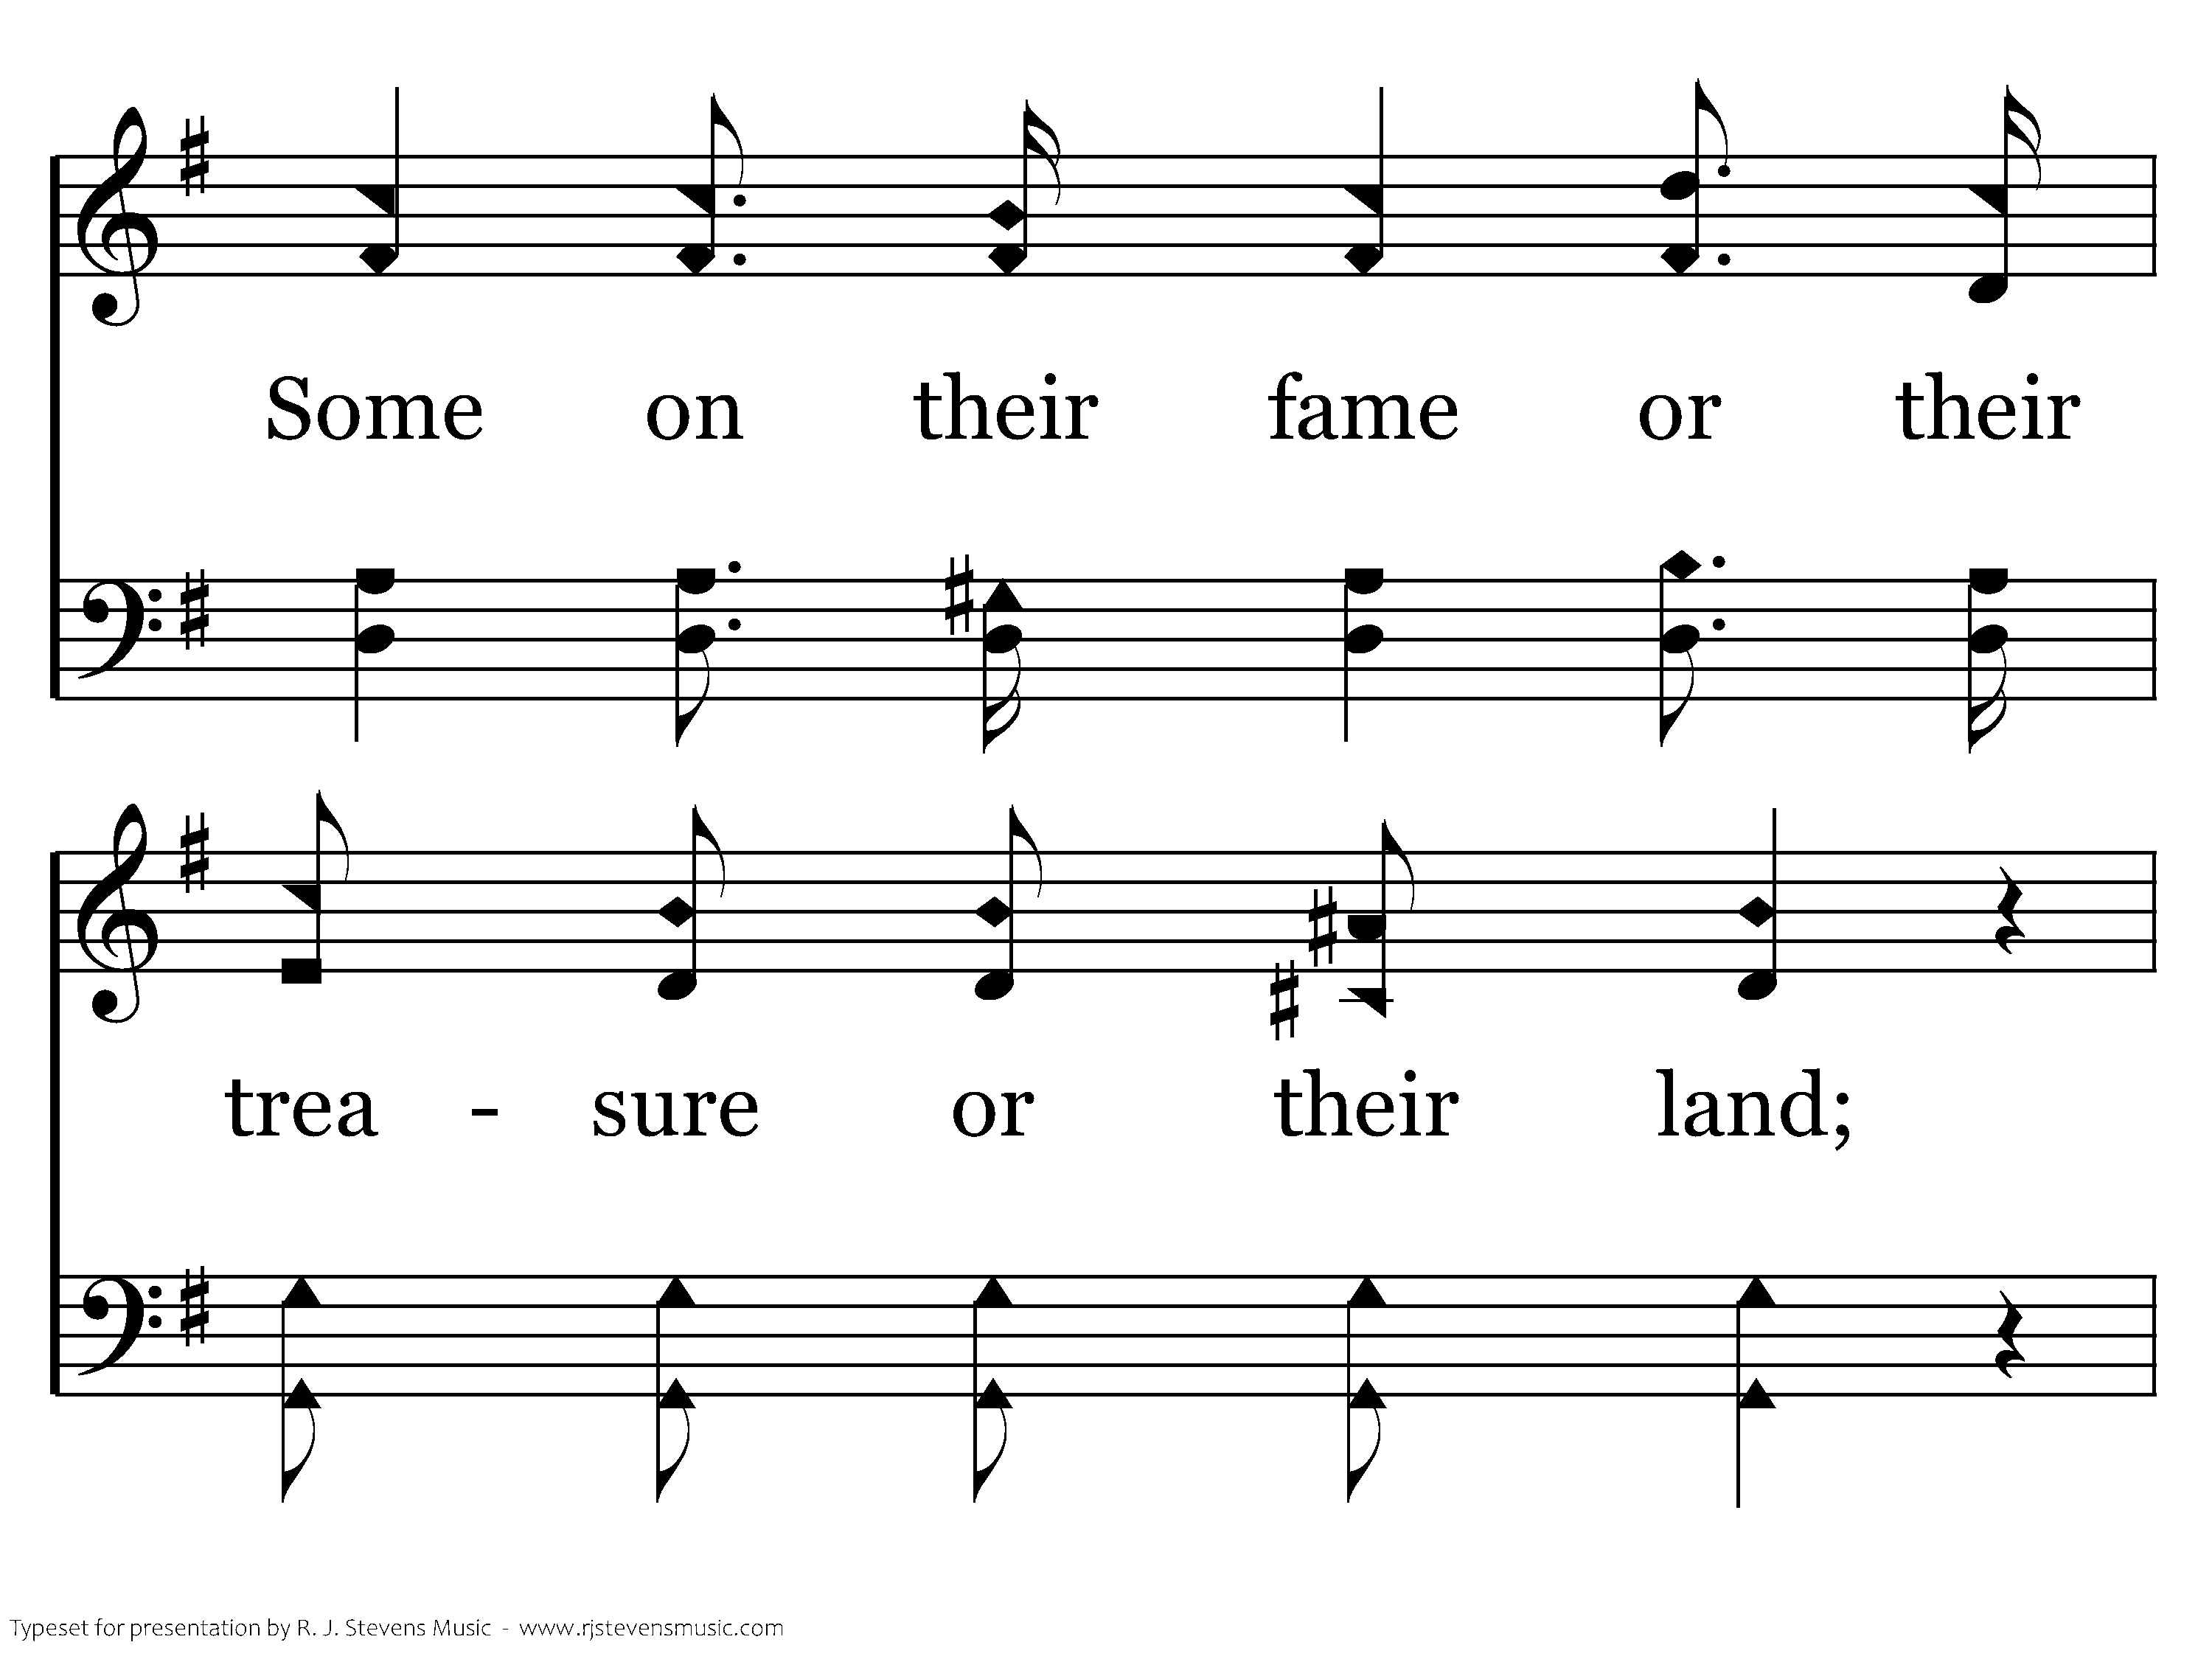 Some on their fame or their
trea - sure or their land;
Typeset for presentation by R. J. Stevens Music - www.rjstevensmusic.com